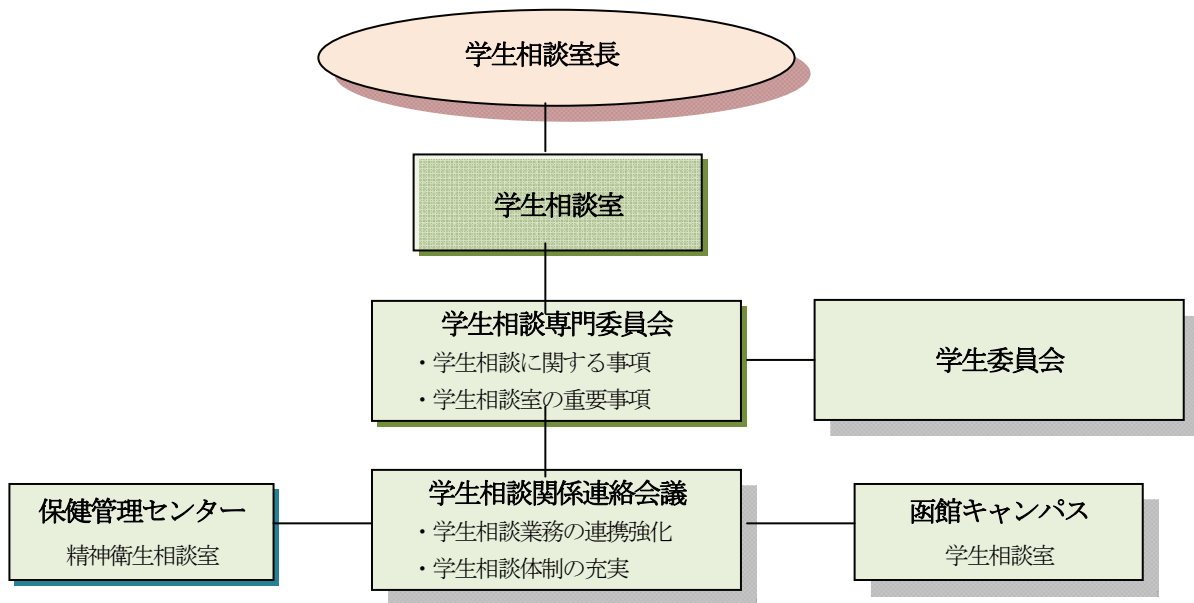 学生相談室長
学生相談室
学生相談専門委員会
・学生相談に関する事項
・学生相談室の重要事項
学生委員会
保健管理センター
精神衛生相談室
学生相談関係連絡会議
・学生相談業務の連携強化
・学生相談体制の充実
函館キャンパス
学生相談室